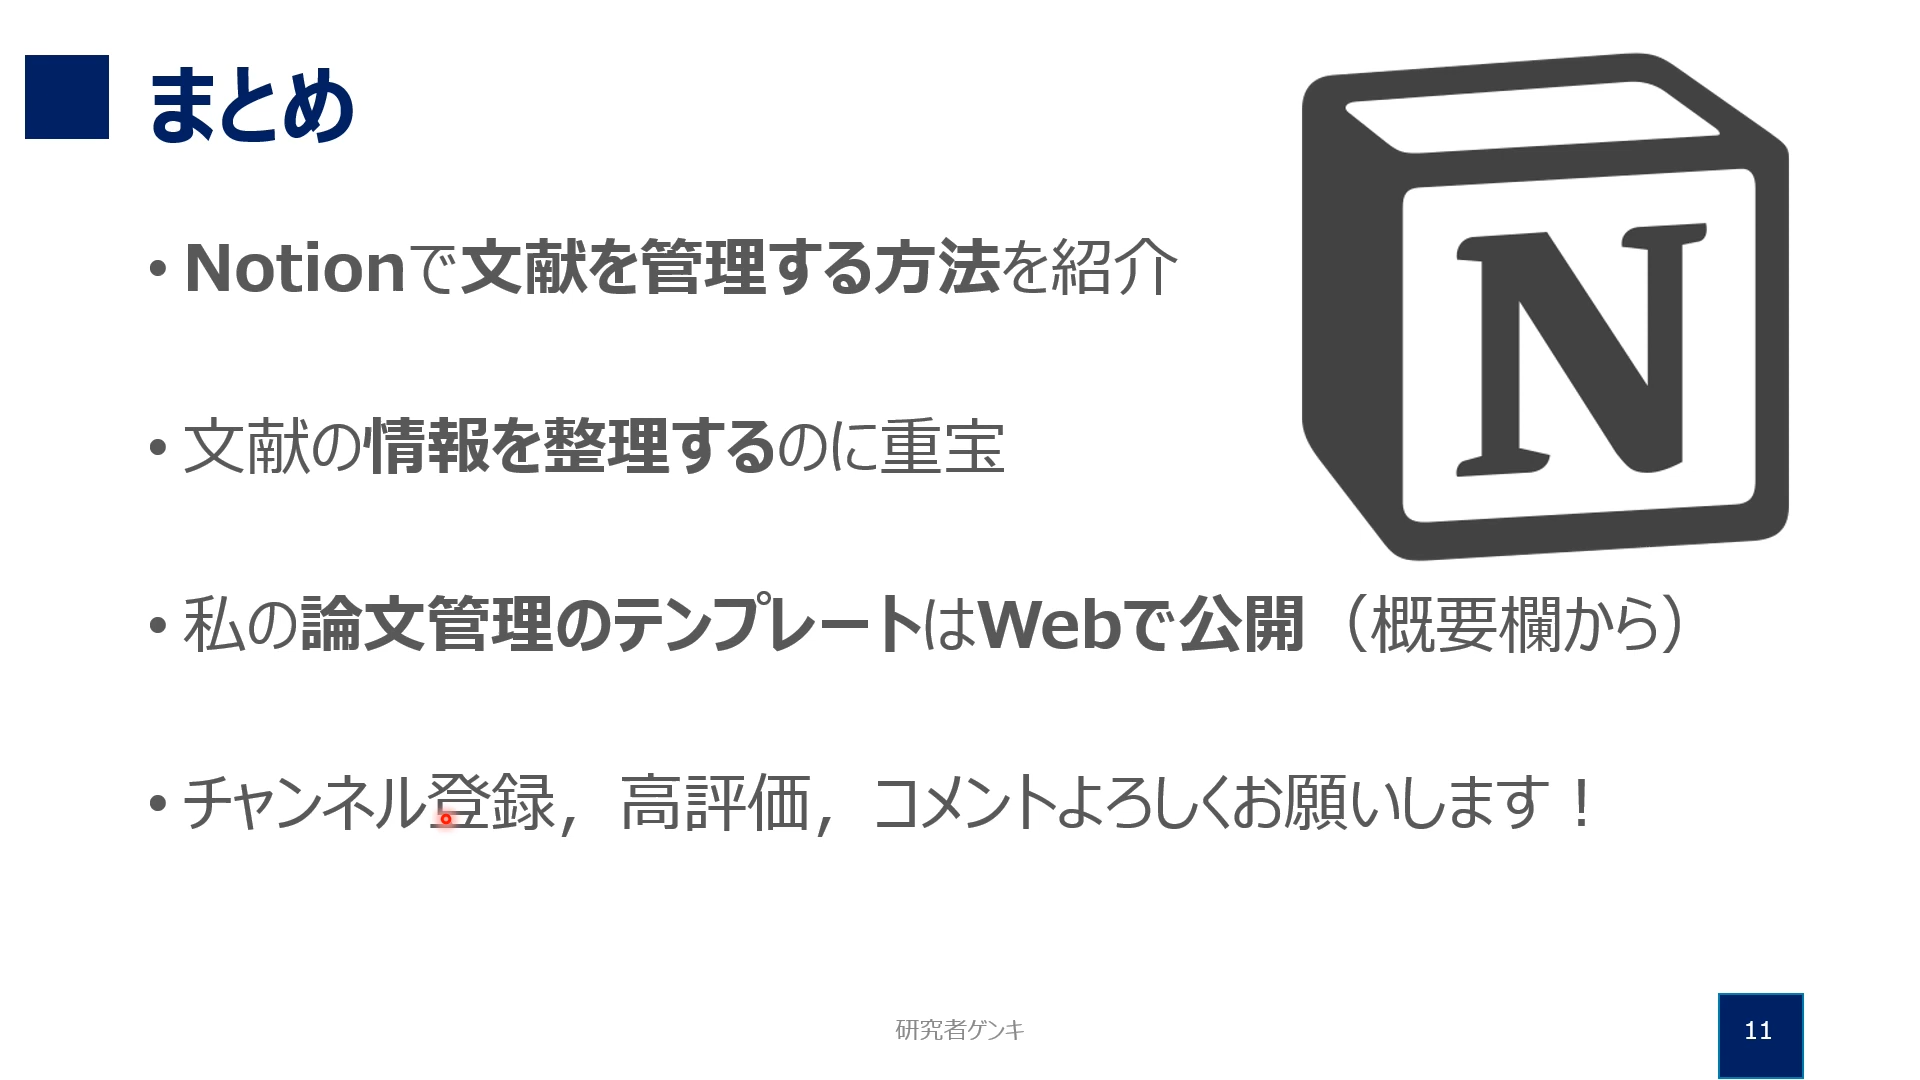 まとめ
• Notionで文献を管理する方法を紹介
• 文献の情報を整理するのに重宝
• 私の論文管理のテンプレートはWebで公開（概要欄から）
• チャンネル登録，高評価，コメントよろしくお願いします！
N
研究者ゲンキ
11